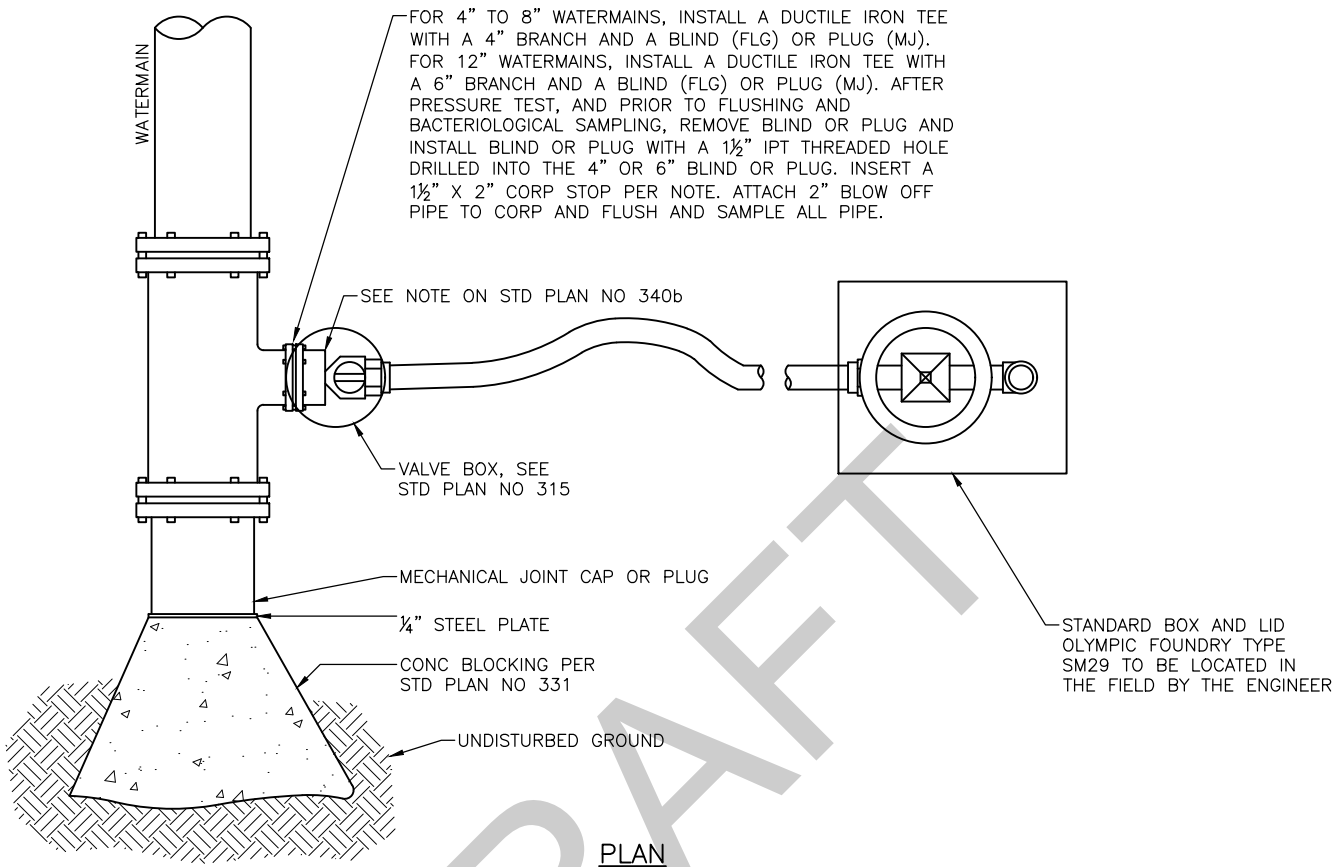 FOR 4” TO 8” WATERMAINS, INSTALL A DUCTILE IRON TEE
WITH A 4” BRANCH AND A BLIND (FLG) OR PLUG (MJ).
FOR 12” WATERMAINS, INSTALL A DUCTILE IRON TEE WITH
A 6” BRANCH AND A BLIND (FLG) OR PLUG (MJ). AFTER
PRESSURE TEST, AND PRIOR TO FLUSHING AND
BACTERIOLOGICAL SAMPLING, REMOVE BLIND OR PLUG AND
INSTALL BLIND OR PLUG WITH A 1½” IPT THREADED HOLE
DRILLED INTO THE 4” OR 6” BLIND OR PLUG. INSERT A
1½” X 2” CORP STOP PER NOTE. ATTACH 2” BLOW OFF
PIPE TO CORP AND FLUSH AND SAMPLE ALL PIPE.
WATERMAIN
SEE NOTE ON STD PLAN NO 340b
VALVE BOX, SEE
STD PLAN NO 315
MECHANICAL JOINT CAP OR PLUG
¼” STEEL PLATE
CONC BLOCKING PER
STD PLAN NO 331
UNDISTURBED GROUND
STANDARD BOX AND LID
OLYMPIC FOUNDRY TYPE
SM29 TO BE LOCATED IN
THE FIELD BY THE ENGINEER
PLAN
RAFT